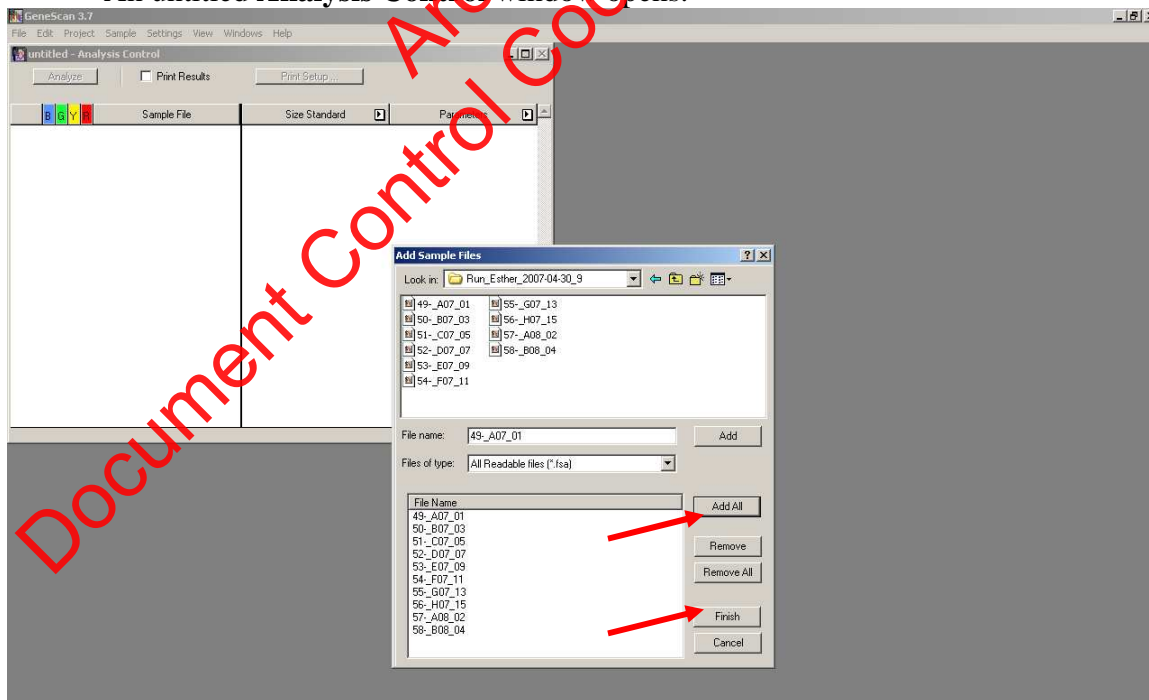 An untitled Analysis Control window opens.
GeneScan 3.7
File Edit Project Sample Settings View Windows Help
untitled - Analysis Control
Analyze Print Results Print Setup ...
B G Y R Sample File Size Standard Parameters
Add Sample Files
Look in: Run_Esther_2007-04-30_9
49-_A07_01 55-_G07_13
50-_B07_03 56-_H07_15
51-_C07_05 57-_A08_02
52-_D07_07 58-_B08_04
53-_E07_09
54-_F07_11
File name: 49-_A07_01 Add
Files of type: All Readable files (*.fsa)
File Name Add All
49-_A07_01
50-_B07_03
51-_C07_05
52-_D07_07
53-_E07_09
54-_F07_11
55-_G07_13
56-_H07_15
57-_A08_02
58-_B08_04
Remove
Remove All
Finish
Cancel
Document Control